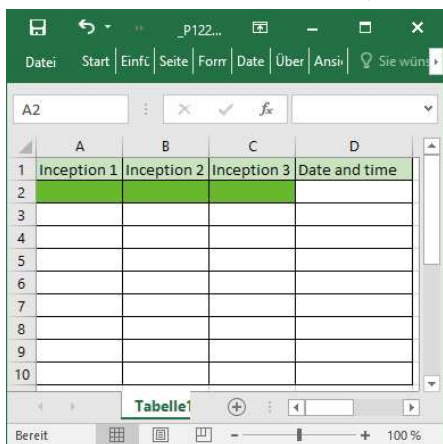 _P122...
Datei Start Einfü Seite Forr Date Über Ansi Sie wüns
A2 fx
A B C D
1 Inception 1 Inception 2 Inception 3 Date and time
2
3
4
5
6
7
8
9
10
Tabelle1
Bereit 100 %